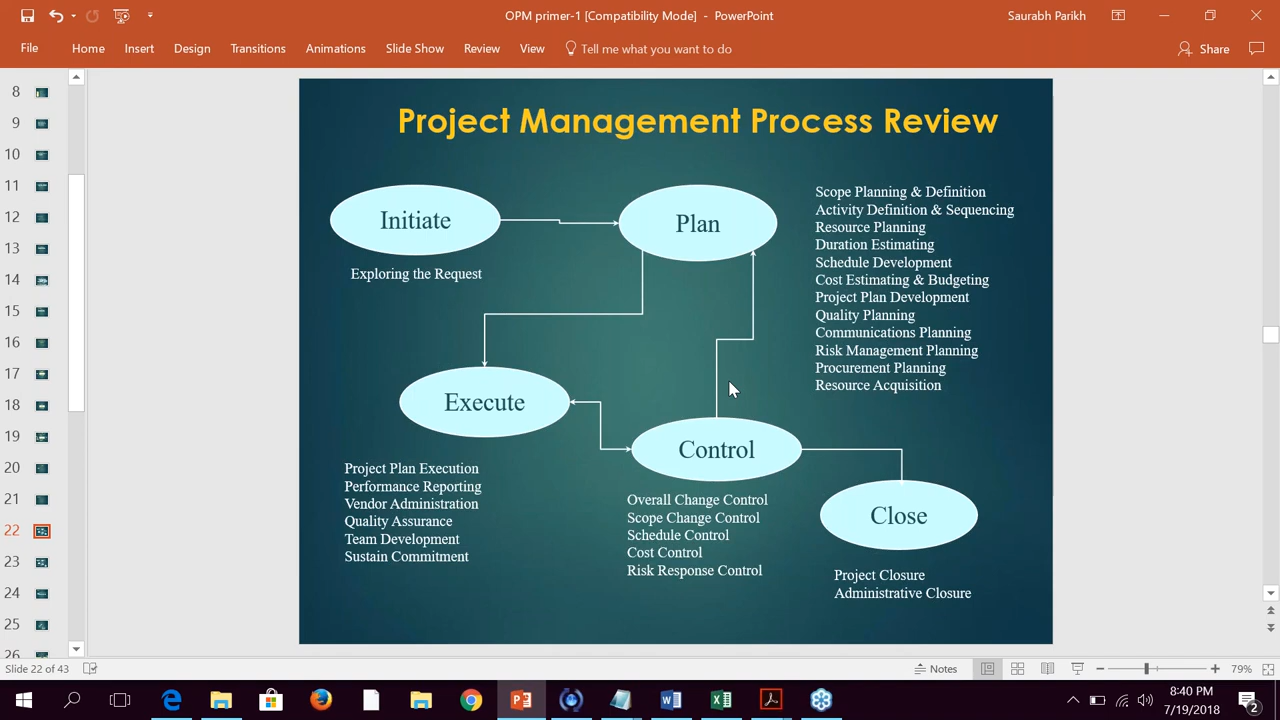 OPM primer-1 [Compatibility Mode] - PowerPoint
Saurabh Parikh
File Home Insert Design Transitions Animations Slide Show Review View Tell me what you want to do
Share
8
9
10
11
12
13
14
15
16
17
18
19
20
21
22
23
24
25
26
Project Management Process Review
Initiate
Exploring the Request
Plan
Scope Planning & Definition
Activity Definition & Sequencing
Resource Planning
Duration Estimating
Schedule Development
Cost Estimating & Budgeting
Project Plan Development
Quality Planning
Communications Planning
Risk Management Planning
Procurement Planning
Resource Acquisition
Execute
Project Plan Execution
Performance Reporting
Vendor Administration
Quality Assurance
Team Development
Sustain Commitment
Control
Overall Change Control
Scope Change Control
Schedule Control
Cost Control
Risk Response Control
Close
Project Closure
Administrative Closure
Slide 22 of 43
Notes
79%
8:40 PM
7/19/2018
2